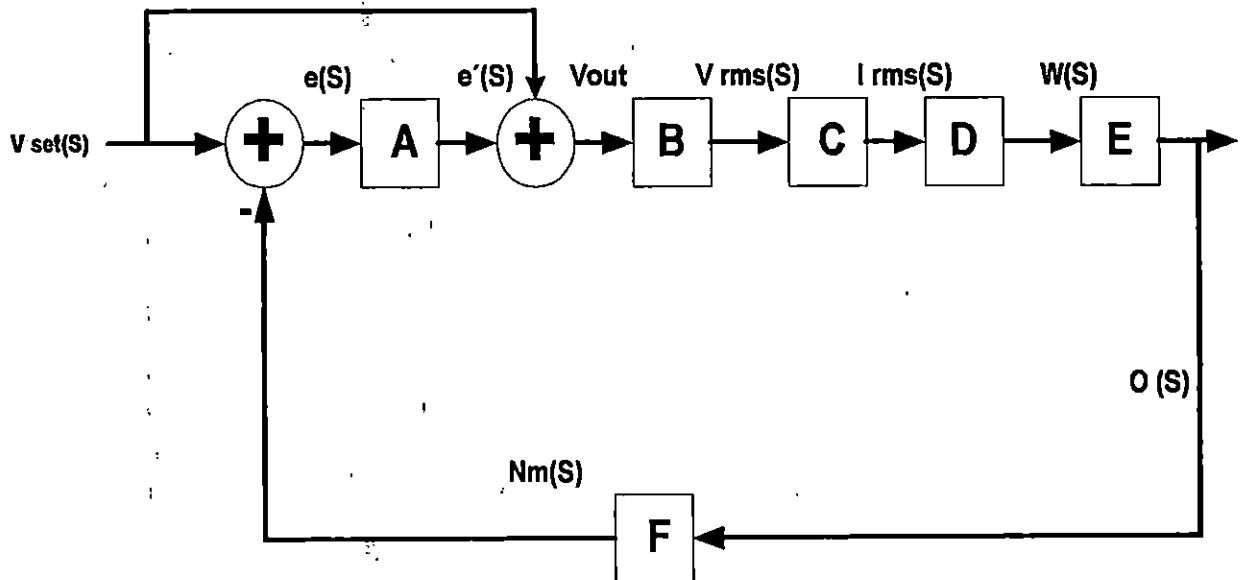 e(S) e´(S) Vout V rms(S) I rms(S) W(S)
V set(S) + A + B C D E
-
O (S)
Nm(S)
F